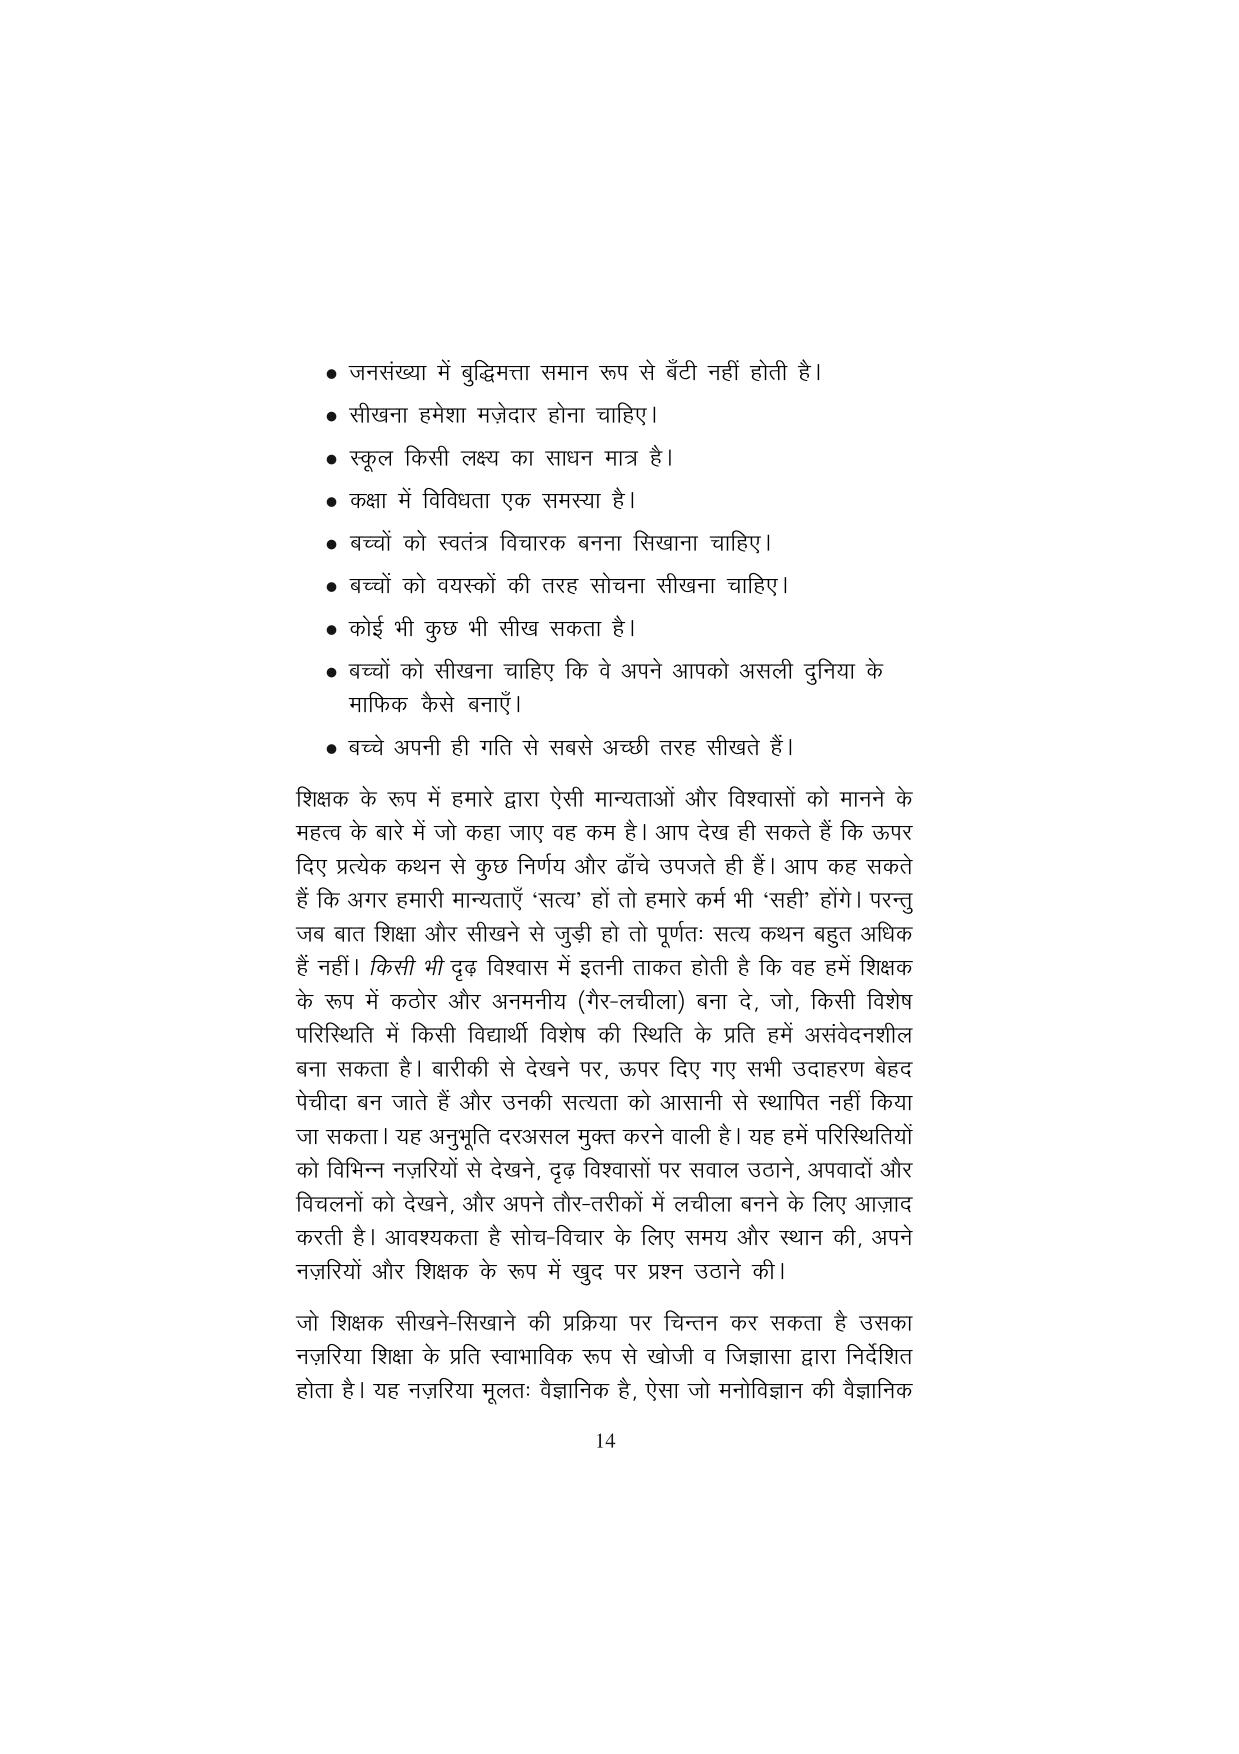 ● जनसंख्या में बुद्धिमत्ता समान रूप से बँटी नहीं होती है।
● सीखना हमेशा मज़ेदार होना चाहिए।
● स्कूल किसी लक्ष्य का साधन मात्र है।
● कक्षा में विविधता एक समस्या है।
● बच्चों को स्वतंत्र विचारक बनना सिखाना चाहिए।
● बच्चों को वयस्कों की तरह सोचना सीखना चाहिए।
● कोई भी कुछ भी सीख सकता है।
● बच्चों को सीखना चाहिए कि वे अपने आपको असली दुनिया के
माफिक कैसे बनाएँ।
● बच्चे अपनी ही गति से सबसे अच्छी तरह सीखते हैं।
शिक्षक के रूप में हमारे द्वारा ऐसी मान्यताओं और विश्वासों को मानने के
महत्व के बारे में जो कहा जाए वह कम है। आप देख ही सकते हैं कि ऊपर
दिए प्रत्येक कथन से कुछ निर्णय और ढाँचे उपजते ही हैं। आप कह सकते
हैं कि अगर हमारी मान्यताएँ ‘सत्य’ हों तो हमारे कर्म भी ‘सही’ होंगे। परन्तु
जब बात शिक्षा और सीखने से जुड़ी हो तो पूर्णतः सत्य कथन बहुत अधिक
हैं नहीं। किसी भी दृढ़ विश्वास में इतनी ताकत होती है कि वह हमें शिक्षक
के रूप में कठोर और अनमनीय (गैर-लचीला) बना दे, जो, किसी विशेष
परिस्थिति में किसी विद्यार्थी विशेष की स्थिति के प्रति हमें असंवेदनशील
बना सकता है। बारीकी से देखने पर, ऊपर दिए गए सभी उदाहरण बेहद
पेचीदा बन जाते हैं और उनकी सत्यता को आसानी से स्थापित नहीं किया
जा सकता। यह अनुभूति दरअसल मुक्त करने वाली है। यह हमें परिस्थितियों
को विभिन्न नज़रियों से देखने, दृढ़ विश्वासों पर सवाल उठाने, अपवादों और
विचलनों को देखने, और अपने तौर-तरीकों में लचीला बनने के लिए आज़ाद
करती है। आवश्यकता है सोच-विचार के लिए समय और स्थान की, अपने
नज़रियों और शिक्षक के रूप में खुद पर प्रश्न उठाने की।
जो शिक्षक सीखने-सिखाने की प्रक्रिया पर चिन्तन कर सकता है उसका
नज़रिया शिक्षा के प्रति स्वाभाविक रूप से खोजी व जिज्ञासा द्वारा निर्देशित
होता है। यह नज़रिया मूलतः वैज्ञानिक है, ऐसा जो मनोविज्ञान की वैज्ञानिक
14